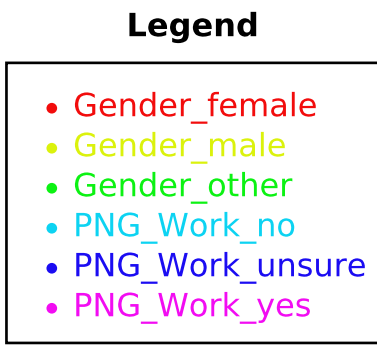 Legend
Gender_female
Gender_male
Gender_other
PNG_Work_no
PNG_Work_unsure
PNG_Work_yes